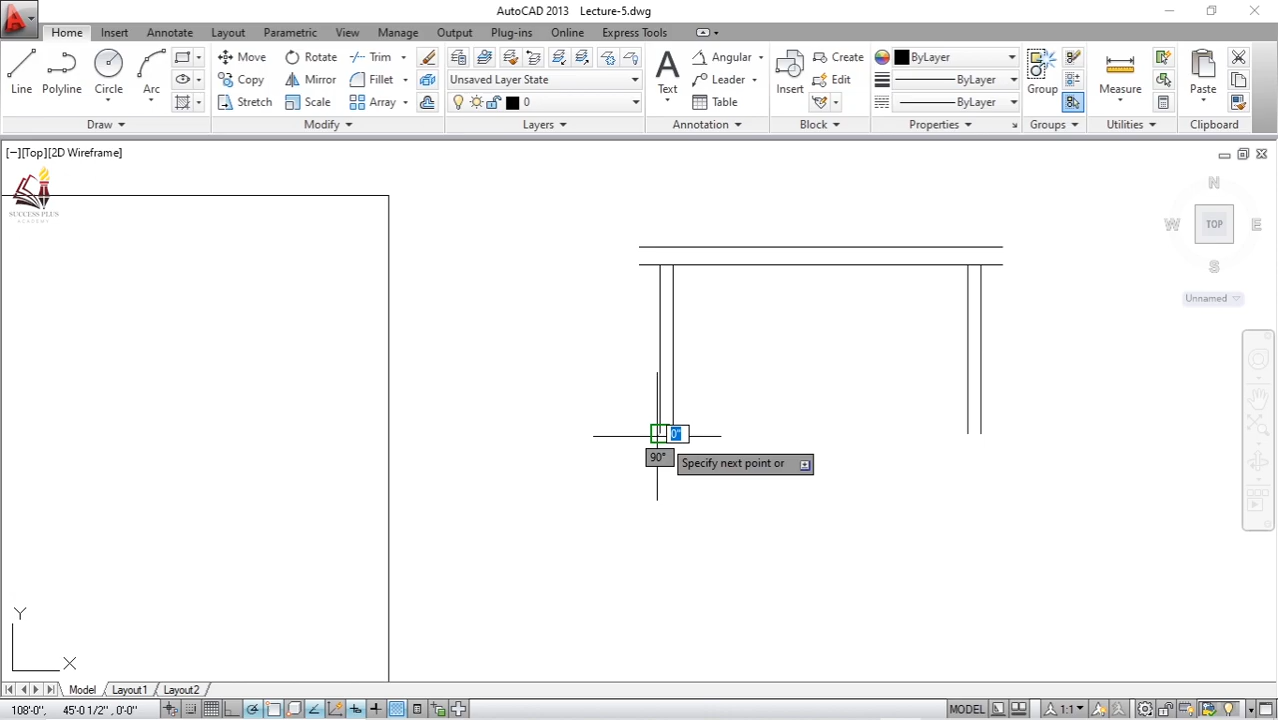 AutoCAD 2013 Lecture-5.dwg
Home Insert Annotate Layout Parametric View Manage Output Plug-ins Online Express Tools
Line Polyline Circle Arc
Move Rotate Trim
Copy Mirror Fillet
Stretch Scale Array
Unsaved Layer State
0
Text
Angular
Leader
Table
Insert
Create
Edit
ByLayer
ByLayer
ByLayer
Group
Measure
Paste
Draw Modify Layers Annotation Block Properties Groups Utilities Clipboard
[−][Top][2D Wireframe]
SUCCESS PLUS
ACADEMY
N
W TOP E
S
Unnamed
0"
90°
Specify next point or
Y
X
Model Layout1 Layout2
108'-0", 45'-0 1/2", 0'-0"
MODEL
1:1